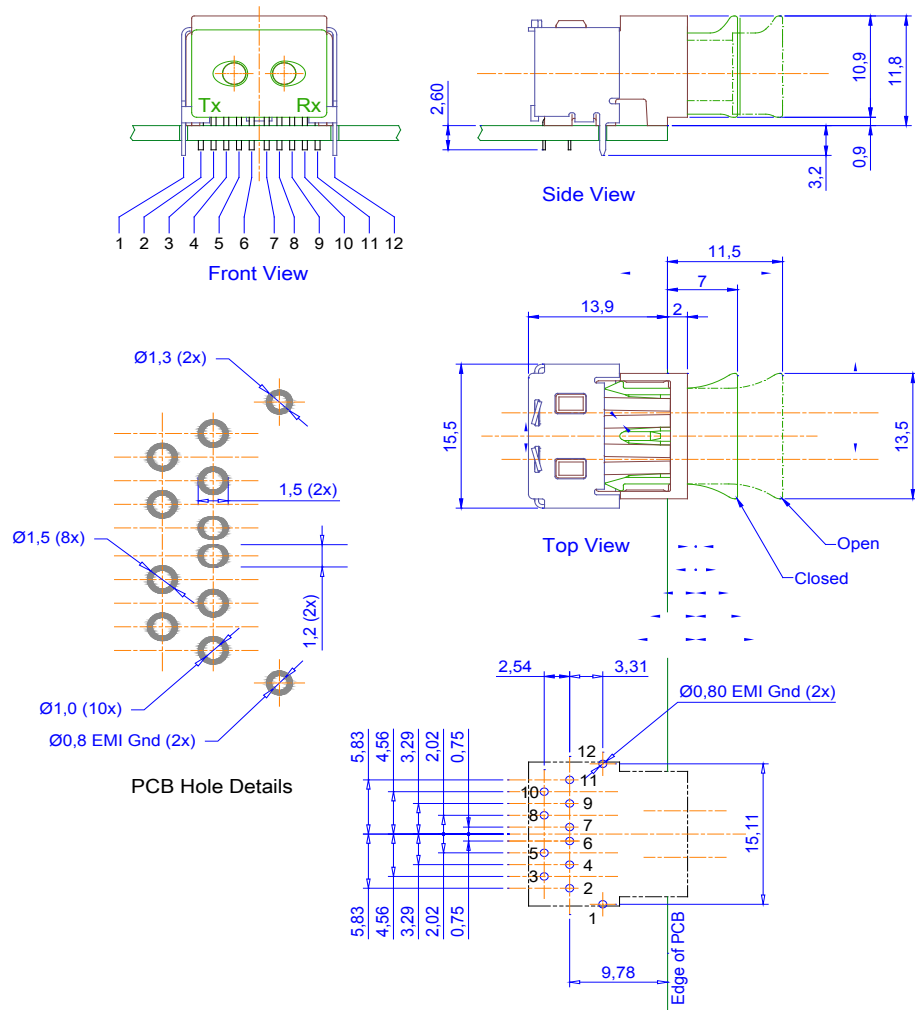 Tx Rx
1 2 3 4 5 6 7 8 9 10 11 12
Front View
2,60
10,9
11,8
0,9
3,2
Side View
11,5
7
13,9
2
15,5
13,5
Top View
Open
Closed
Ø1,3 (2x)
1,5 (2x)
Ø1,5 (8x)
1,2 (2x)
Ø1,0 (10x)
Ø0,8 EMI Gnd (2x)
PCB Hole Details
2,54
3,31
Ø0,80 EMI Gnd (2x)
5,83
4,56
3,29
2,02
0,75
12
11
10
9
8
7
6
5
4
3
2
1
15,11
5,83
4,56
3,29
2,02
0,75
9,78
Edge of PCB